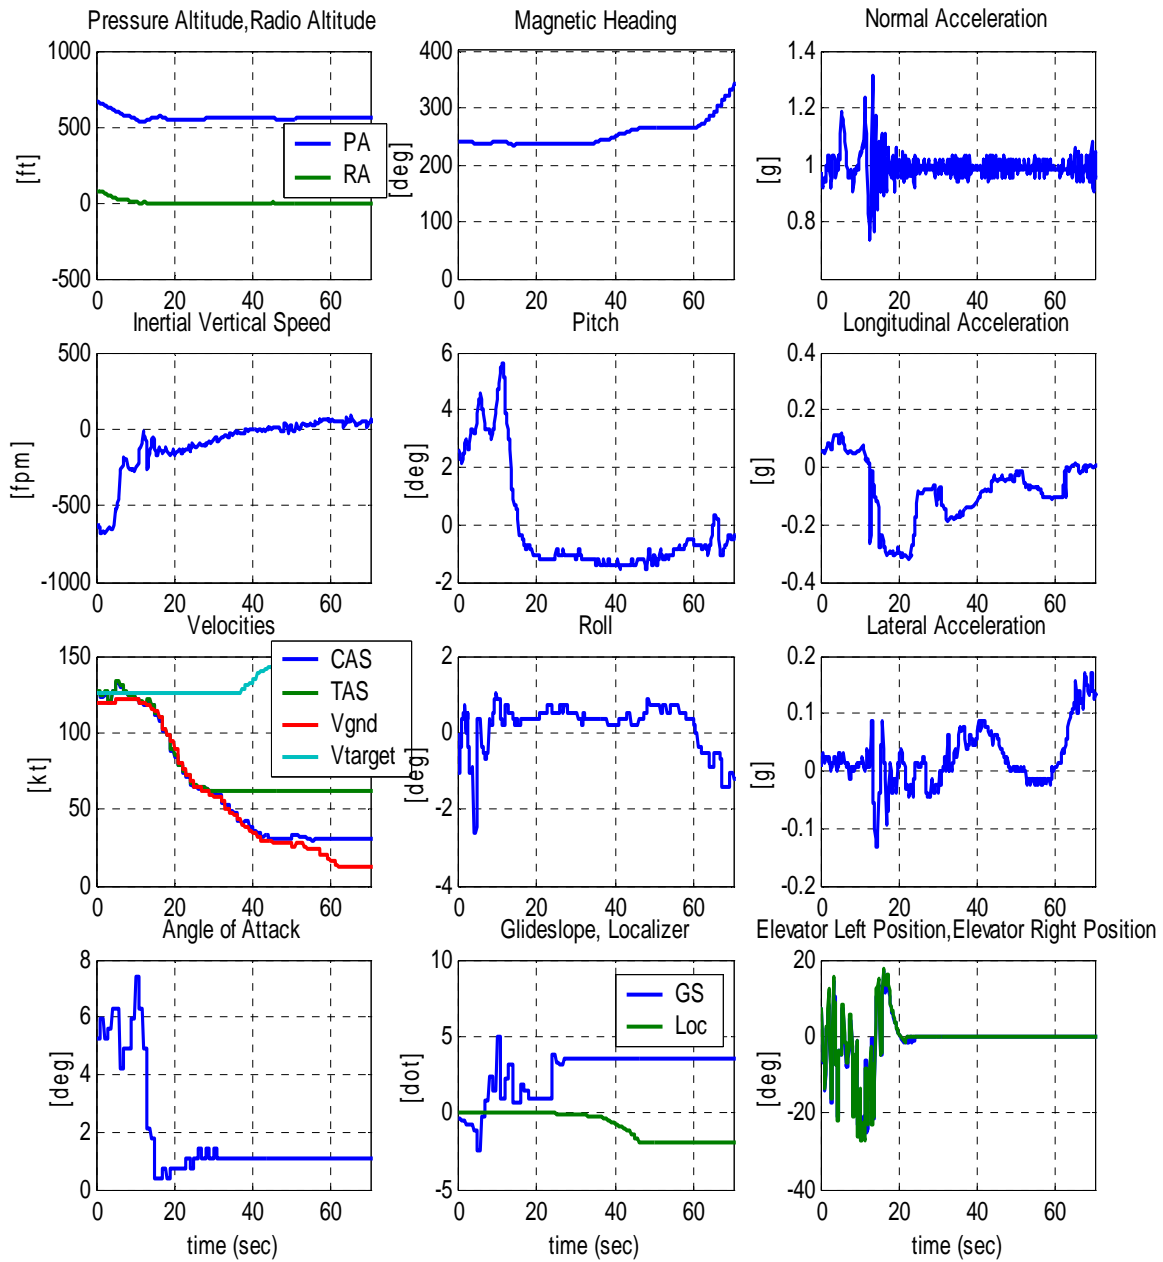 Pressure Altitude,Radio Altitude
1000
500
0
-500
[ft]
PA
RA
0 20 40 60
Magnetic Heading
400
300
200
100
0
[deg]
0 20 40 60
Normal Acceleration
1.4
1.2
1
0.8
[g]
0 20 40 60
Inertial Vertical Speed
500
0
-500
-1000
[fpm]
0 20 40 60
Pitch
6
4
2
0
-2
[deg]
0 20 40 60
Longitudinal Acceleration
0.4
0.2
0
-0.2
-0.4
[g]
0 20 40 60
Velocities
150
100
50
0
[kt]
CAS
TAS
Vgnd
Vtarget
0 20 40 60
Roll
2
0
-2
-4
[deg]
0 20 40 60
Lateral Acceleration
0.2
0.1
0
-0.1
-0.2
[g]
0 20 40 60
Angle of Attack
8
6
4
2
0
[deg]
0 20 40 60
time (sec)
Glideslope, Localizer
10
5
0
-5
[dot]
GS
Loc
0 20 40 60
time (sec)
Elevator Left Position,Elevator Right Position
20
0
-20
-40
[deg]
0 20 40 60
time (sec)